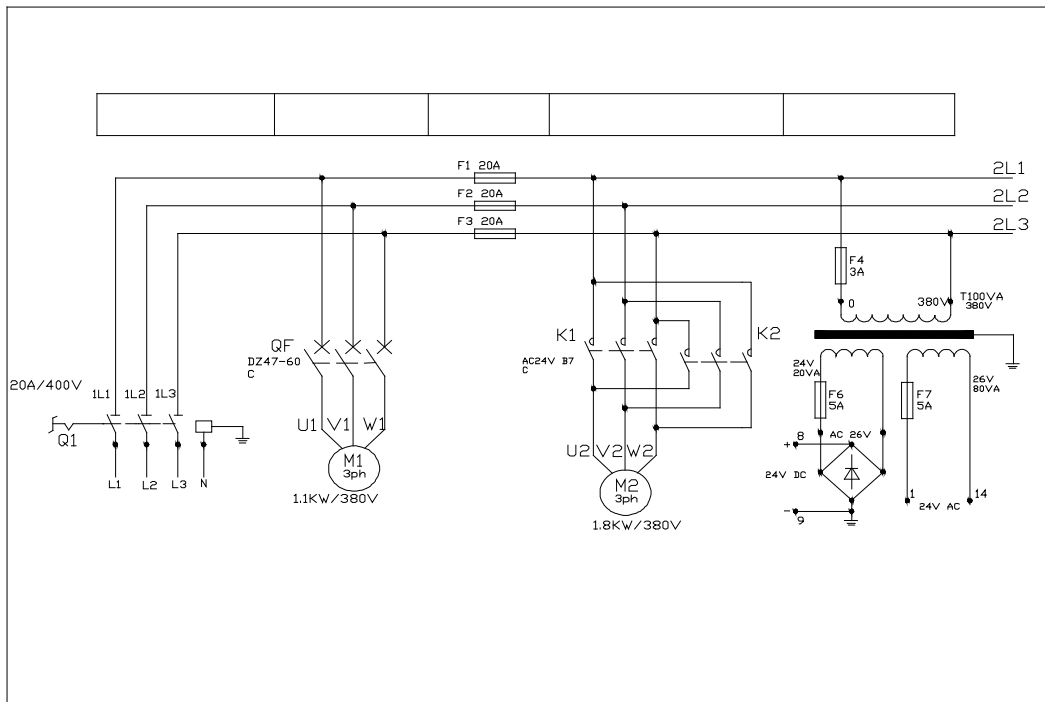 F1 20A
2L1
F2 20A
2L2
F3 20A
2L3
F4
3A
0
380V
T100VA
380V
K1
K2
QF
DZ47-60
C
AC24V B7
C
24V
20VA
26V
80VA
20A/400V
1L1
1L2
1L3
F6
5A
F7
5A
Q1
U1
V1
W1
U2
V2
W2
8
AC 26V
+
M1
3ph
24V DC
L1
L2
L3
N
M2
3ph
1.1KW/380V
1
14
24V AC
-
9
1.8KW/380V